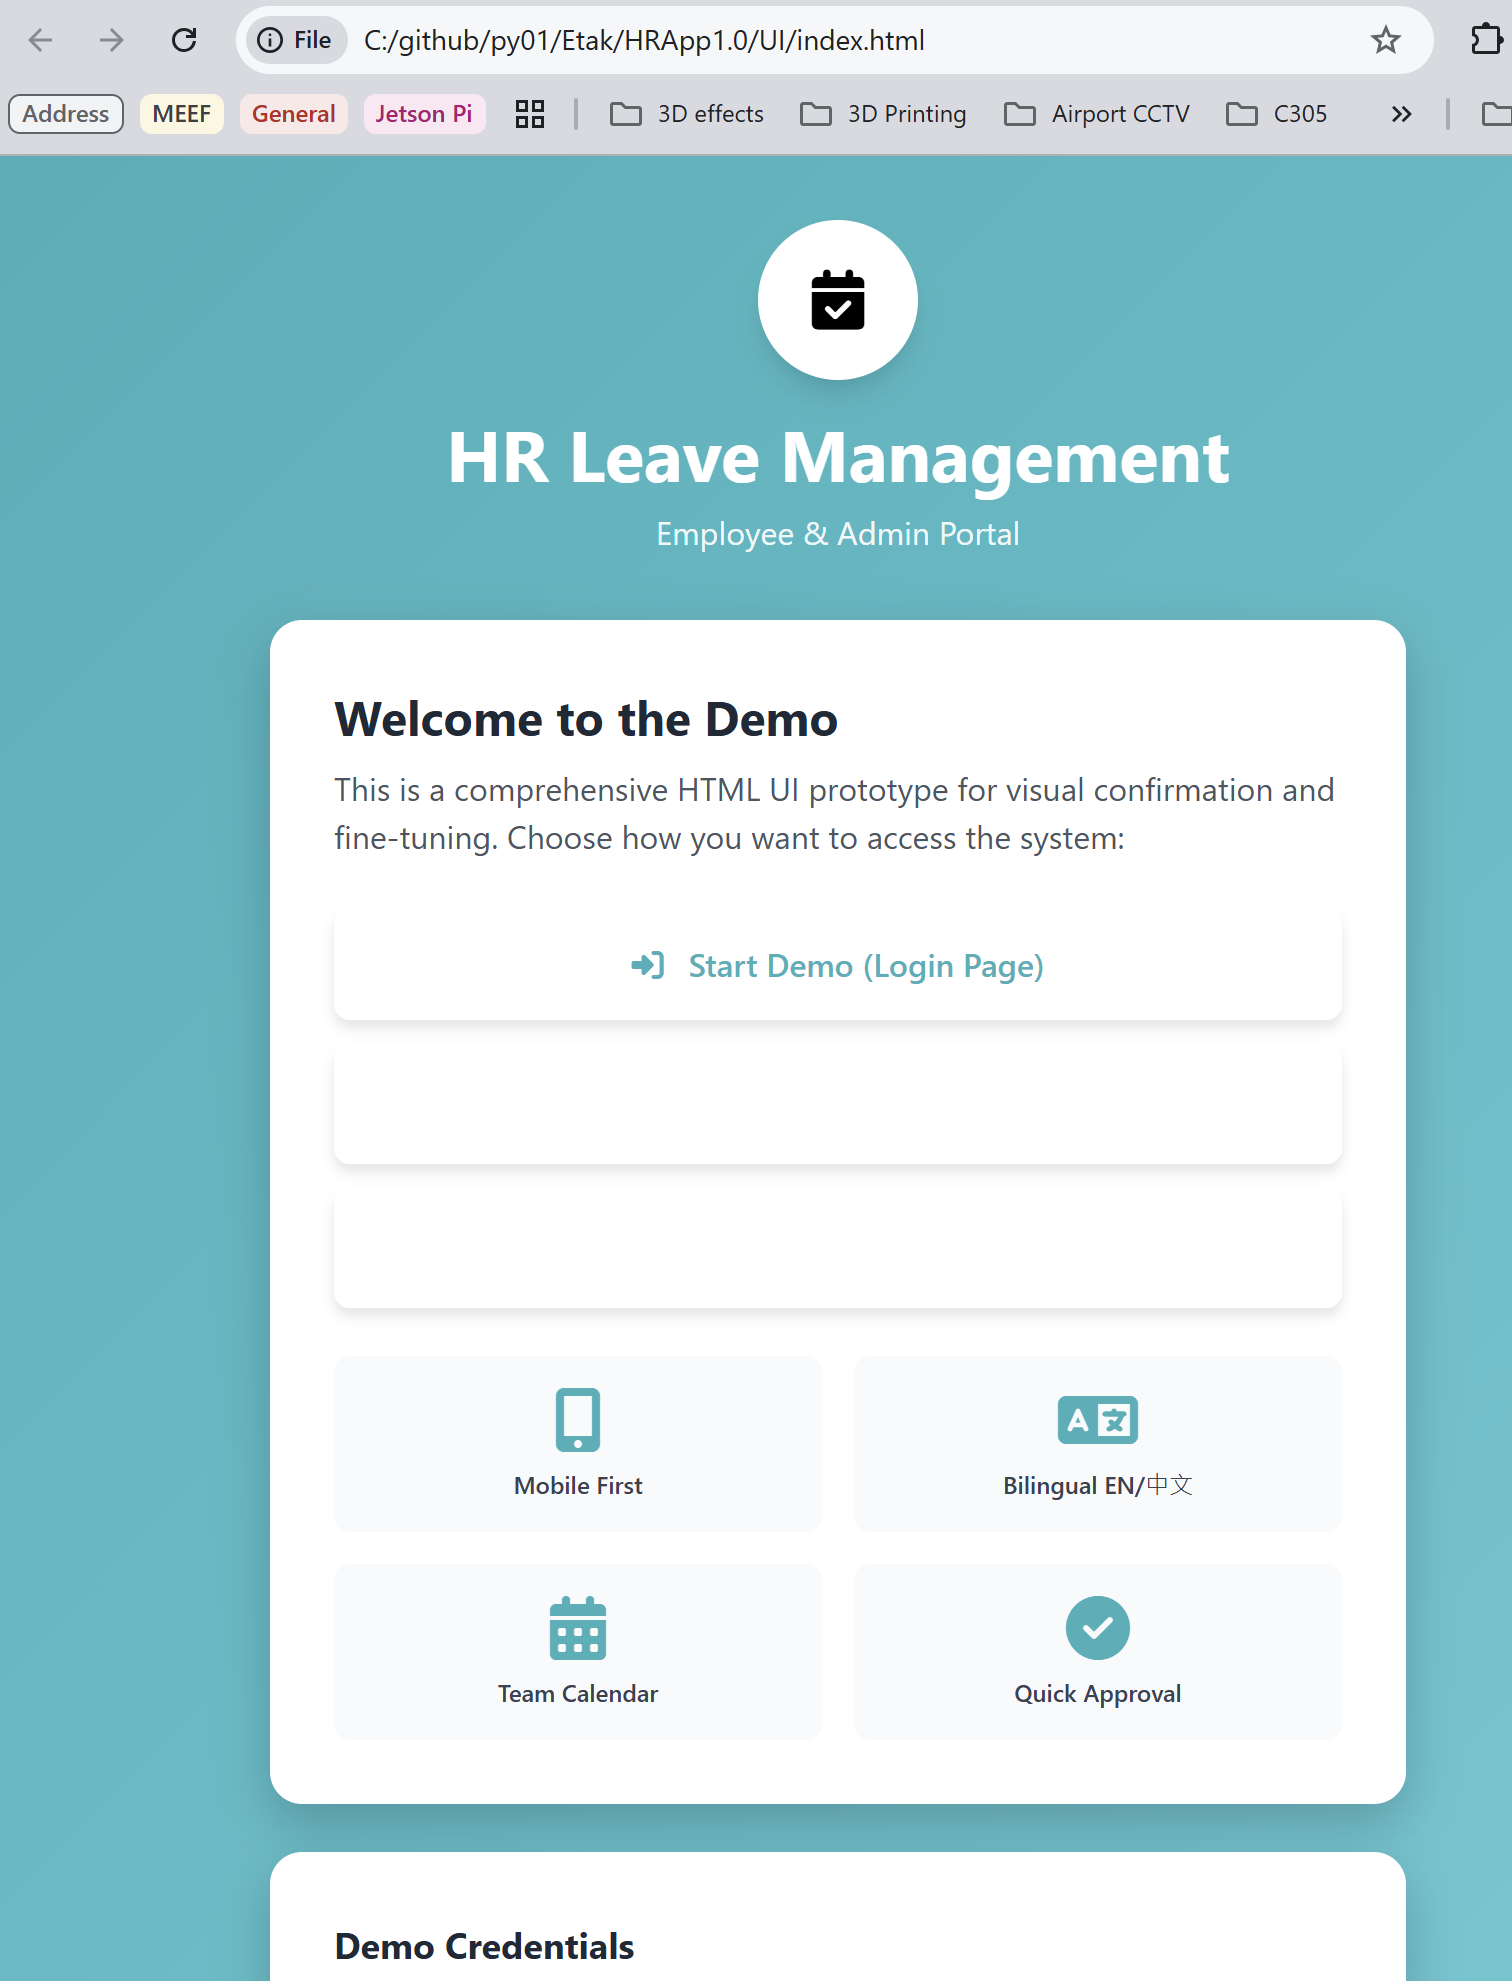 File C:/github/py01/Etak/HRApp1.0/UI/index.html
Address MEEF General Jetson Pi 3D effects 3D Printing Airport CCTV C305
HR Leave Management
Employee & Admin Portal
Welcome to the Demo
This is a comprehensive HTML UI prototype for visual confirmation and
fine-tuning. Choose how you want to access the system:
Start Demo (Login Page)
Mobile First
Bilingual EN/中文
Team Calendar
Quick Approval
Demo Credentials